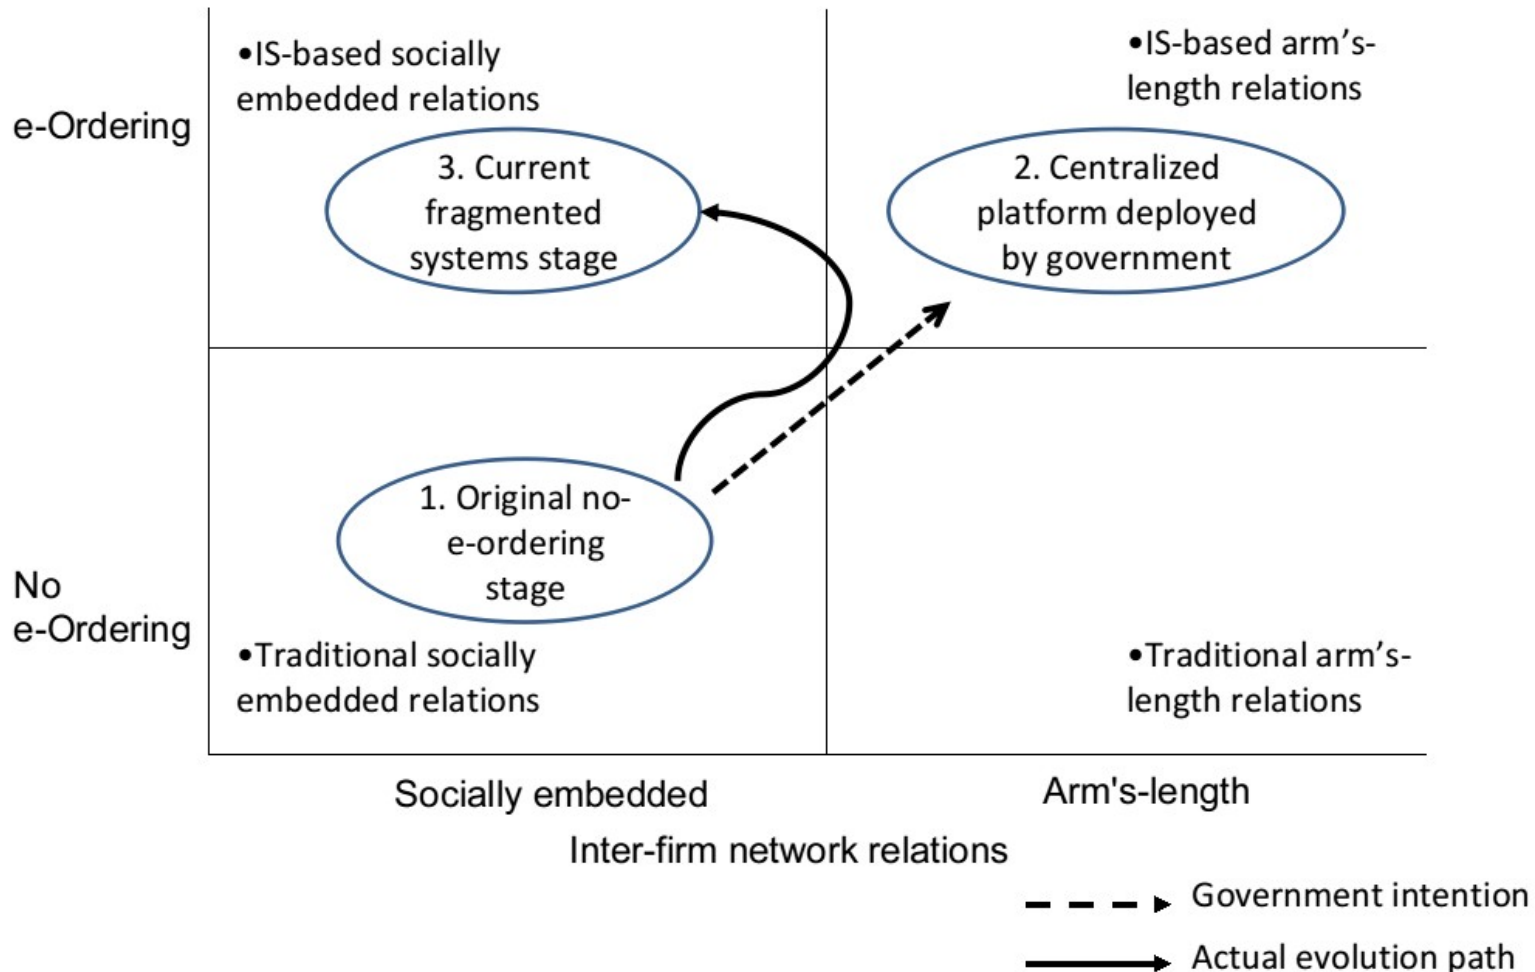 •IS-based socially
embedded relations
•IS-based arm’s-
length relations
e-Ordering
3. Current
fragmented
systems stage
2. Centralized
platform deployed
by government
1. Original no-
e-ordering
stage
No
e-Ordering
•Traditional socially
embedded relations
•Traditional arm’s-
length relations
Socially embedded
Arm's-length
Inter-firm network relations
Government intention
Actual evolution path